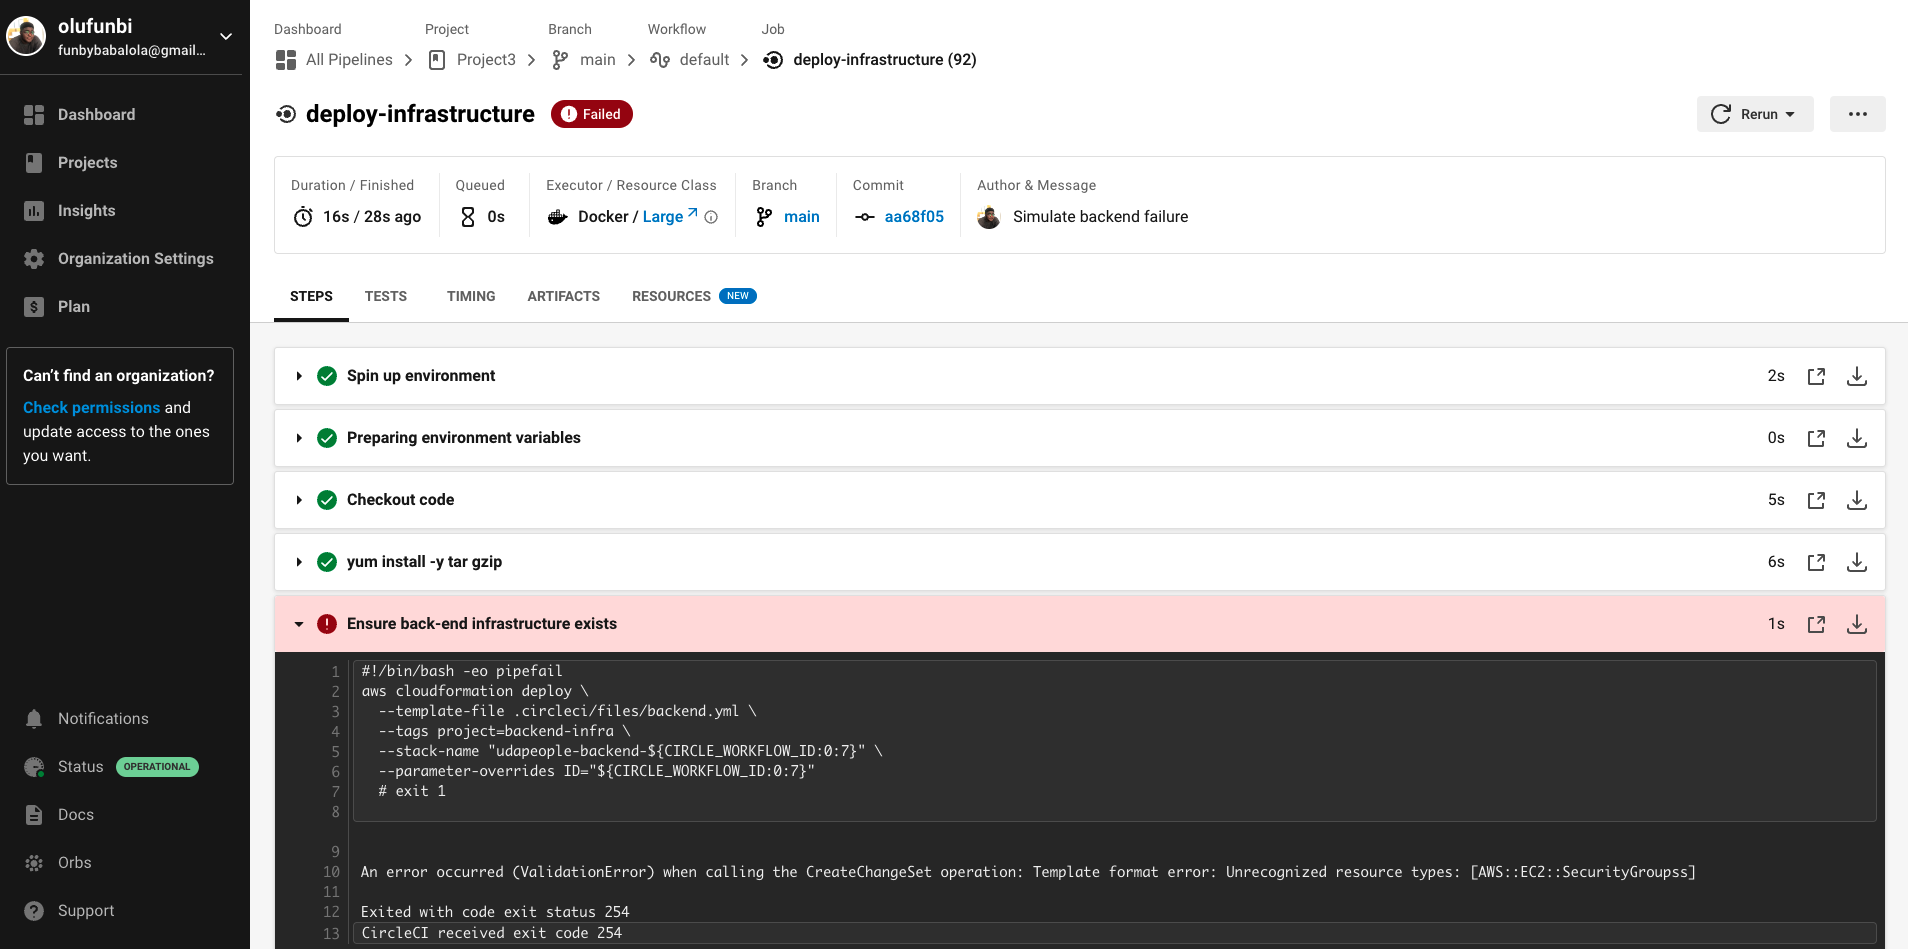 olufunbi
funbybabalola@gmail...
Dashboard
Projects
Insights
Organization Settings
Plan
Can't find an organization?
Check permissions and
update access to the ones
you want.
Notifications
Status OPERATIONAL
Docs
Orbs
Support
Dashboard Project Branch Workflow Job
All Pipelines Project3 main default deploy-infrastructure (92)
deploy-infrastructure Failed
Rerun
Duration / Finished Queued Executor / Resource Class Branch Commit Author & Message
16s / 28s ago 0s Docker / Large main aa68f05 Simulate backend failure
STEPS TESTS TIMING ARTIFACTS RESOURCES NEW
Spin up environment 2s
Preparing environment variables 0s
Checkout code 5s
yum install -y tar gzip 6s
Ensure back-end infrastructure exists 1s
1 #!/bin/bash -eo pipefail
2 aws cloudformation deploy \
3 --template-file .circleci/files/backend.yml \
4 --tags project=backend-infra \
5 --stack-name "udapeople-backend-${CIRCLE_WORKFLOW_ID:0:7}" \
6 --parameter-overrides ID="${CIRCLE_WORKFLOW_ID:0:7}"
7 # exit 1
8
9
10 An error occurred (ValidationError) when calling the CreateChangeSet operation: Template format error: Unrecognized resource types: [AWS::EC2::SecurityGroupss]
11
12 Exited with code exit status 254
13 CircleCI received exit code 254